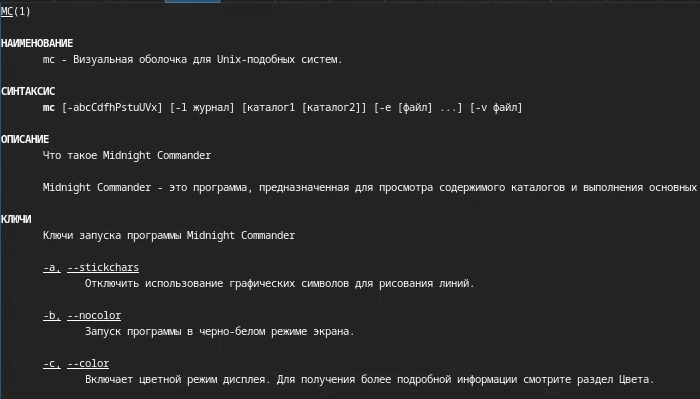 MC(1)
НАИМЕНОВАНИЕ
mc - Визуальная оболочка для Unix-подобных систем.
СИНТАКСИС
mc [-abcCdfhPstuUVx] [-l журнал] [каталог1 [каталог2]] [-e [файл] ...] [-v файл]
ОПИСАНИЕ
Что такое Midnight Commander
Midnight Commander - это программа, предназначенная для просмотра содержимого каталогов и выполнения основных
КЛЮЧИ
Ключи запуска программы Midnight Commander
-a, --stickchars
Отключить использование графических символов для рисования линий.
-b, --nocolor
Запуск программы в черно-белом режиме экрана.
-c, --color
Включает цветной режим дисплея. Для получения более подробной информации смотрите раздел Цвета.